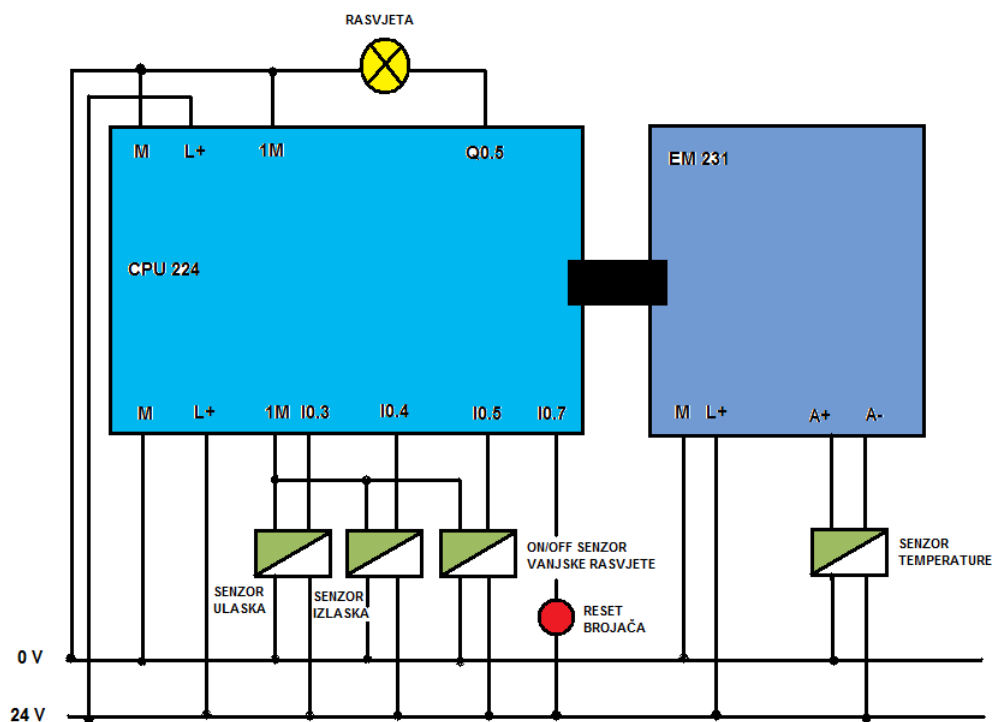 RASVJETA
M L+ 1M Q0.5
EM 231
CPU 224
M L+ 1M I0.3 I0.4 I0.5 I0.7
M L+ A+ A-
SENZOR
ULASKA
SENZOR
IZLASKA
ON/OFF SENZOR
VANJSKE RASVJETE
SENZOR
TEMPERATURE
RESET
BROJAČA
0 V
24 V